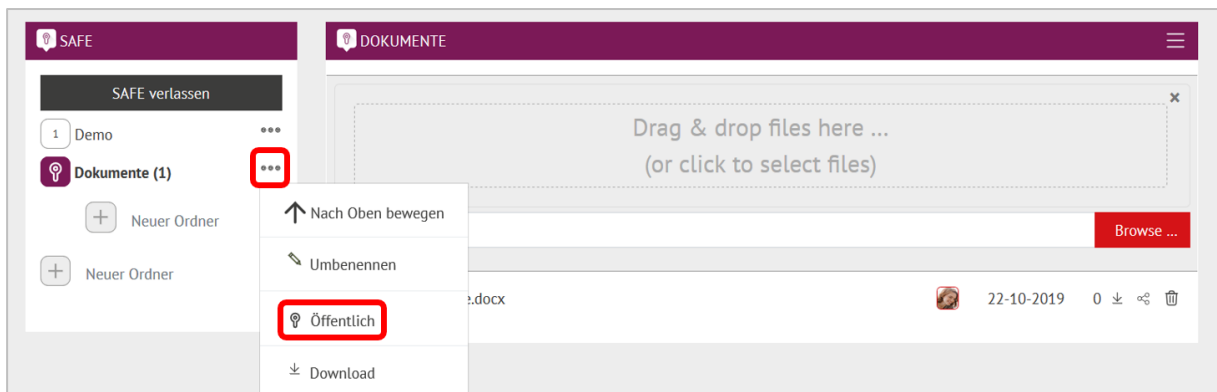 SAFE
SAFE verlassen
1 Demo
Dokumente (1)
Neuer Ordner
Neuer Ordner
Nach Oben bewegen
Umbenennen
Öffentlich
Download
DOKUMENTE
Drag & drop files here ...
(or click to select files)
Browse ...
.docx 22-10-2019 0